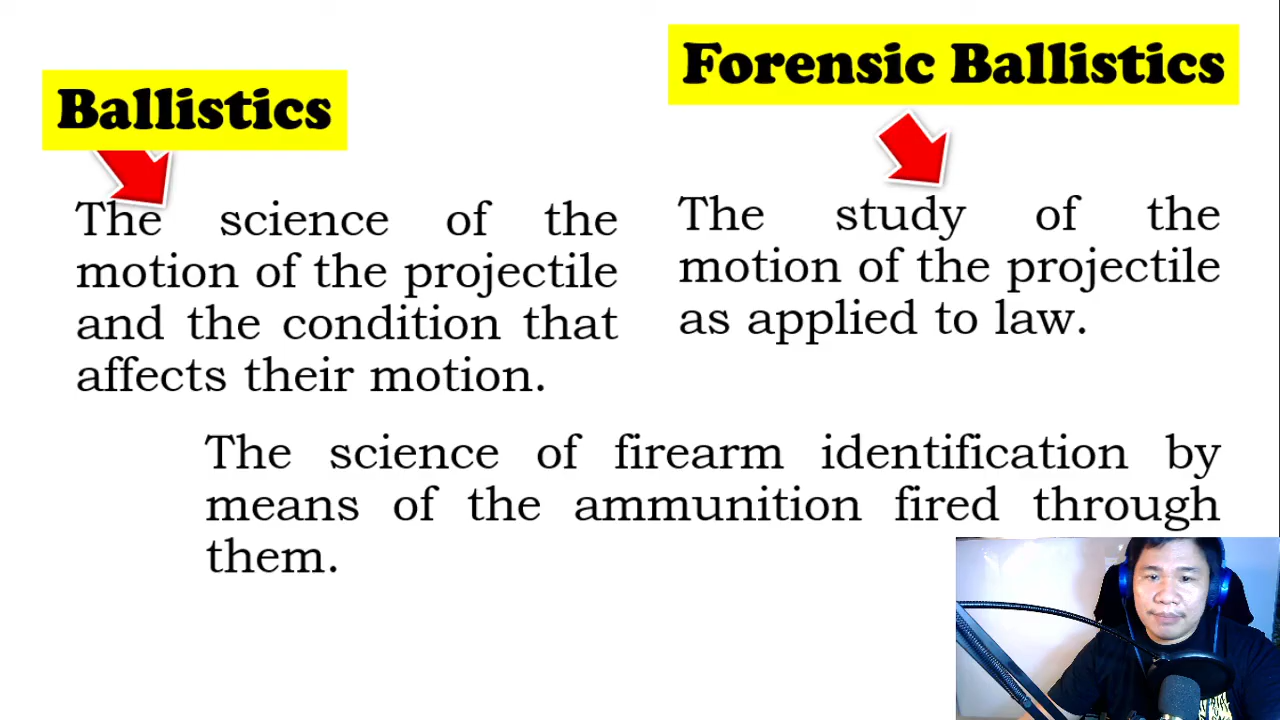 Ballistics
The science of the
motion of the projectile
and the condition that
affects their motion.
Forensic Ballistics
The study of the
motion of the projectile
as applied to law.
The science of firearm identification by
means of the ammunition fired through
them.